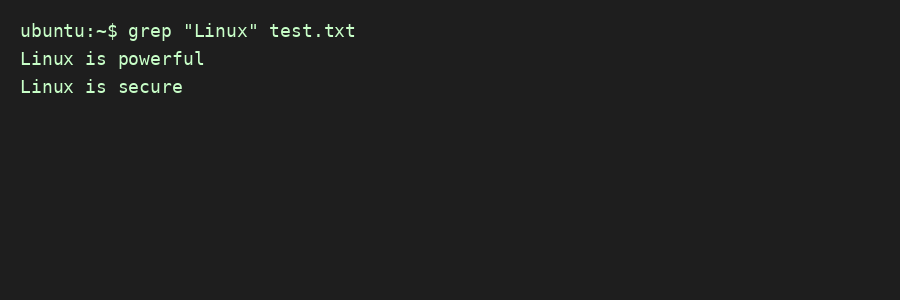 ubuntu:~$ grep "Linux" test.txt
Linux is powerful
Linux is secure